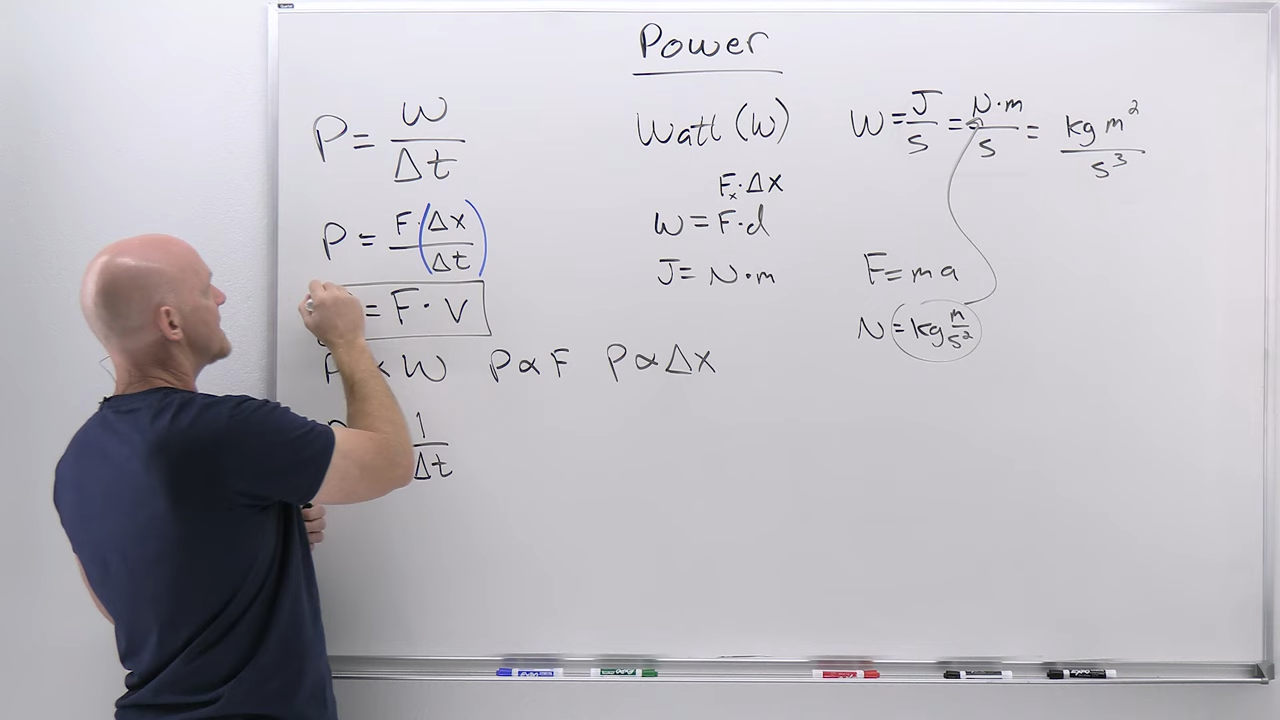 Power
P = W / Δt
Watt (W)
W = J/s = N·m/s = kg m² / s³
P = F·(Δx / Δt)
Fx · Δx
W = F·d
J = N·m
= F · V
F = ma
N = kg m/s²
P ∝ W P ∝ F P ∝ Δx
1 / Δt